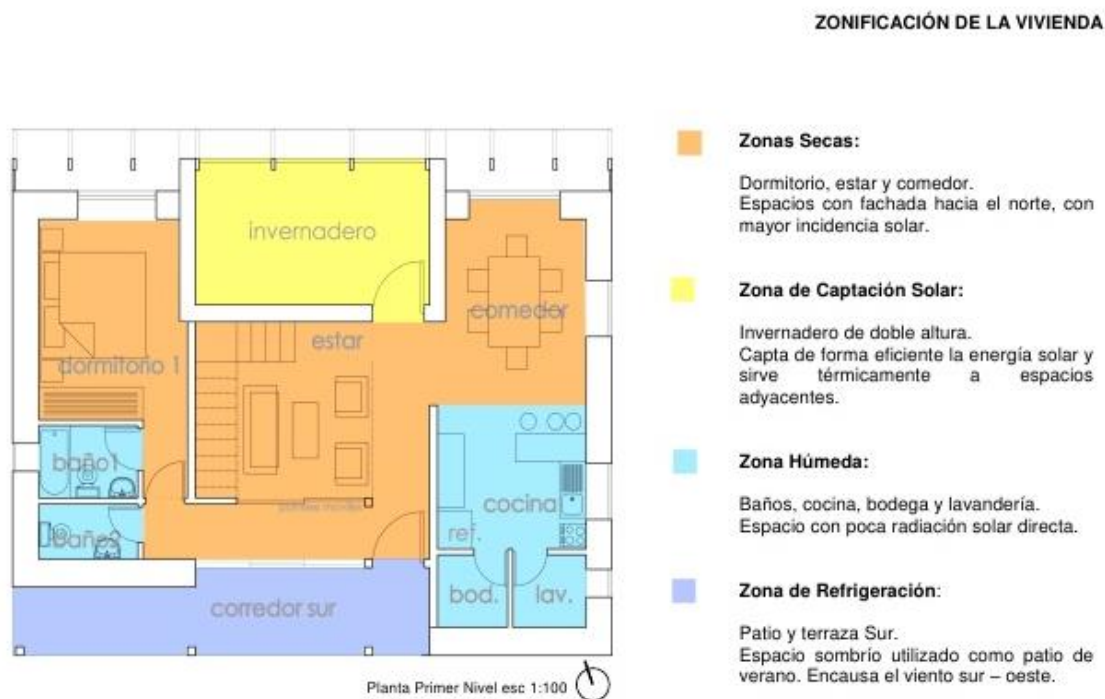 ZONIFICACIÓN DE LA VIVIENDA
invernadero
comedor
estar
dormitorio 1
baño1
baño2
cocina
ref.
bod.
lav.
corredor sur
Planta Primer Nivel esc 1:100
Zonas Secas:
Dormitorio, estar y comedor.
Espacios con fachada hacia el norte, con
mayor incidencia solar.
Zona de Captación Solar:
Invernadero de doble altura.
Capta de forma eficiente la energía solar y
sirve térmicamente a espacios
adyacentes.
Zona Húmeda:
Baños, cocina, bodega y lavandería.
Espacio con poca radiación solar directa.
Zona de Refrigeración:
Patio y terraza Sur.
Espacio sombrío utilizado como patio de
verano. Encausa el viento sur – oeste.